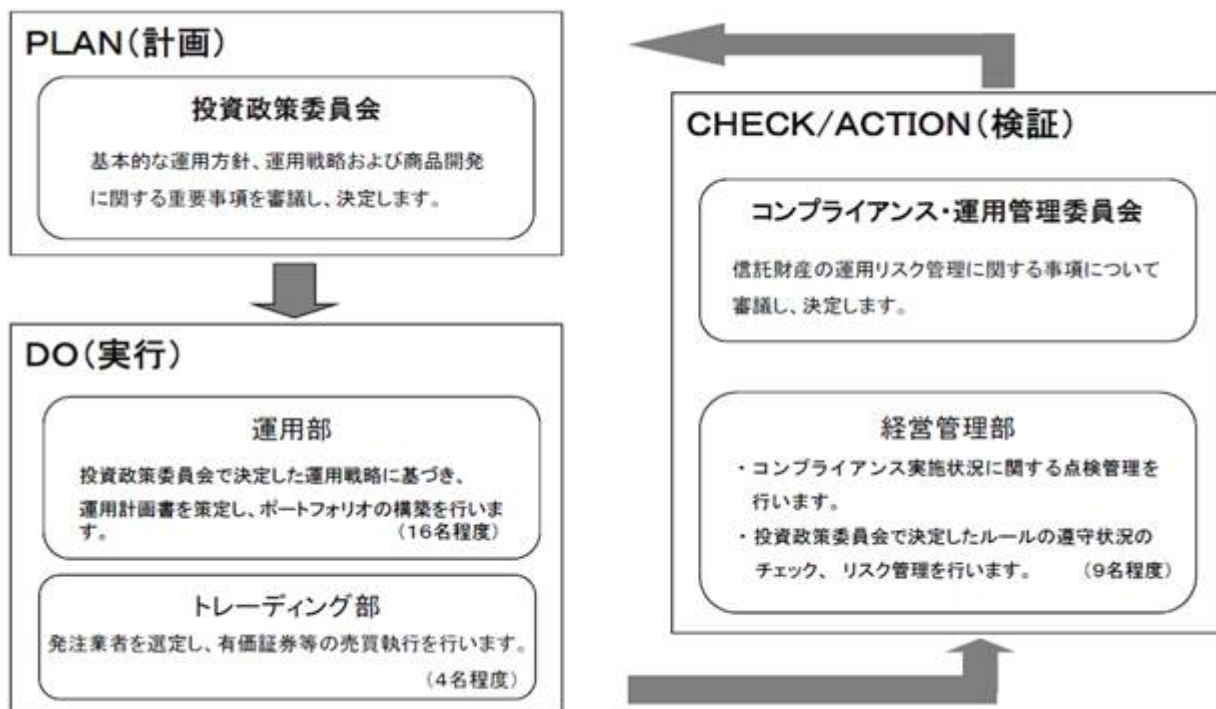 PLAN(計画)
投資政策委員会
基本的な運用方針、運用戦略および商品開発
に関する重要事項を審議し、決定します。
DO(実行)
運用部
投資政策委員会で決定した運用戦略に基づき、
運用計画書を策定し、ポートフォリオの構築を行いま
す。 (16名程度)
トレーディング部
発注業者を選定し、有価証券等の売買執行を行います。
(4名程度)
CHECK/ACTION(検証)
コンプライアンス・運用管理委員会
信託財産の運用リスク管理に関する事項について
審議し、決定します。
経営管理部
・コンプライアンス実施状況に関する点検管理を
行います。
・投資政策委員会で決定したルールの遵守状況の
チェック、 リスク管理を行います。 (9名程度)